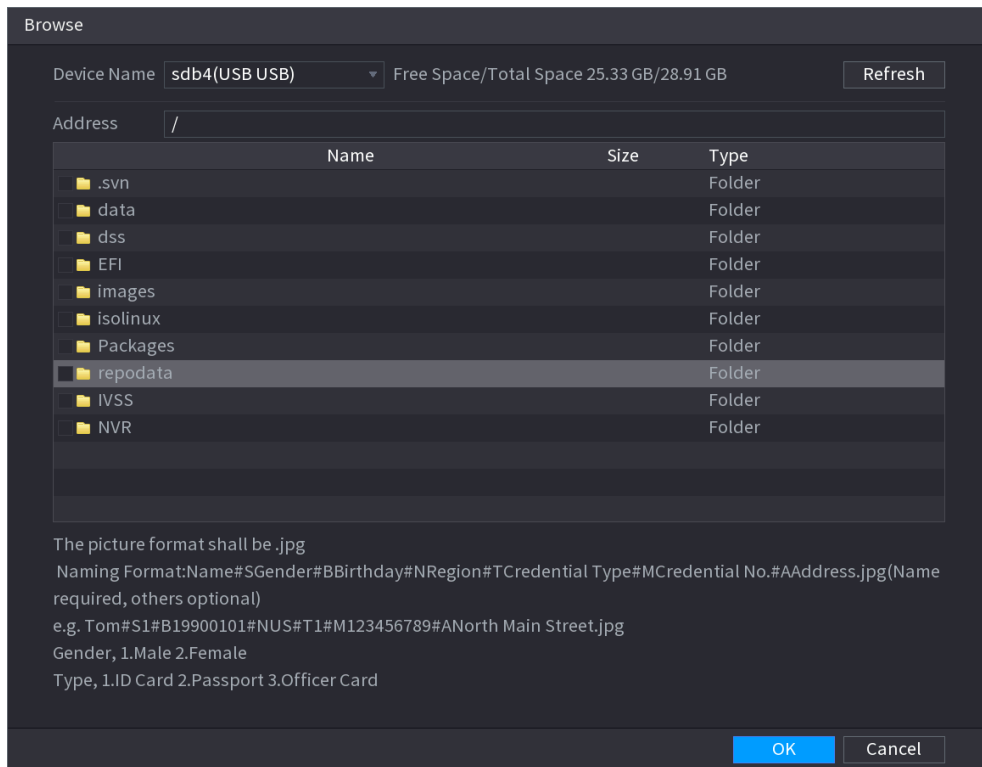 Browse
Device Name sdb4(USB USB) Free Space/Total Space 25.33 GB/28.91 GB Refresh
Address /
Name Size Type
.svn Folder
data Folder
dss Folder
EFI Folder
images Folder
isolinux Folder
Packages Folder
repodata Folder
IVSS Folder
NVR Folder
The picture format shall be .jpg
Naming Format:Name#SGender#BBirthday#NRegion#TCredential Type#MCredential No.#AAddress.jpg(Name
required, others optional)
e.g. Tom#S1#B19900101#NUS#T1#M123456789#ANorth Main Street.jpg
Gender, 1.Male 2.Female
Type, 1.ID Card 2.Passport 3.Officer Card
OK Cancel